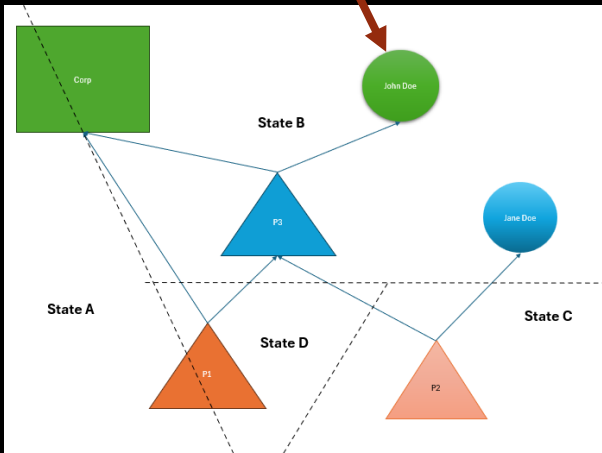 Corp
John Doe
State B
Jane Doe
P3
State A
State D
State C
P1
P2